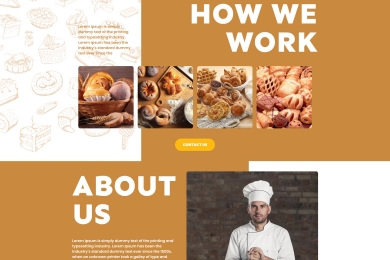 HOW WE
WORK
Lorem Ipsum is simply
dummy text of the printing
and typesetting industry.
Lorem Ipsum has been the
industry's standard dummy
text ever since the
CONTACT US
ABOUT
US
Lorem Ipsum is simply dummy text of the printing and
typesetting industry. Lorem Ipsum has been the
industry's standard dummy text ever since the 1500s,
when an unknown printer took a galley of type and